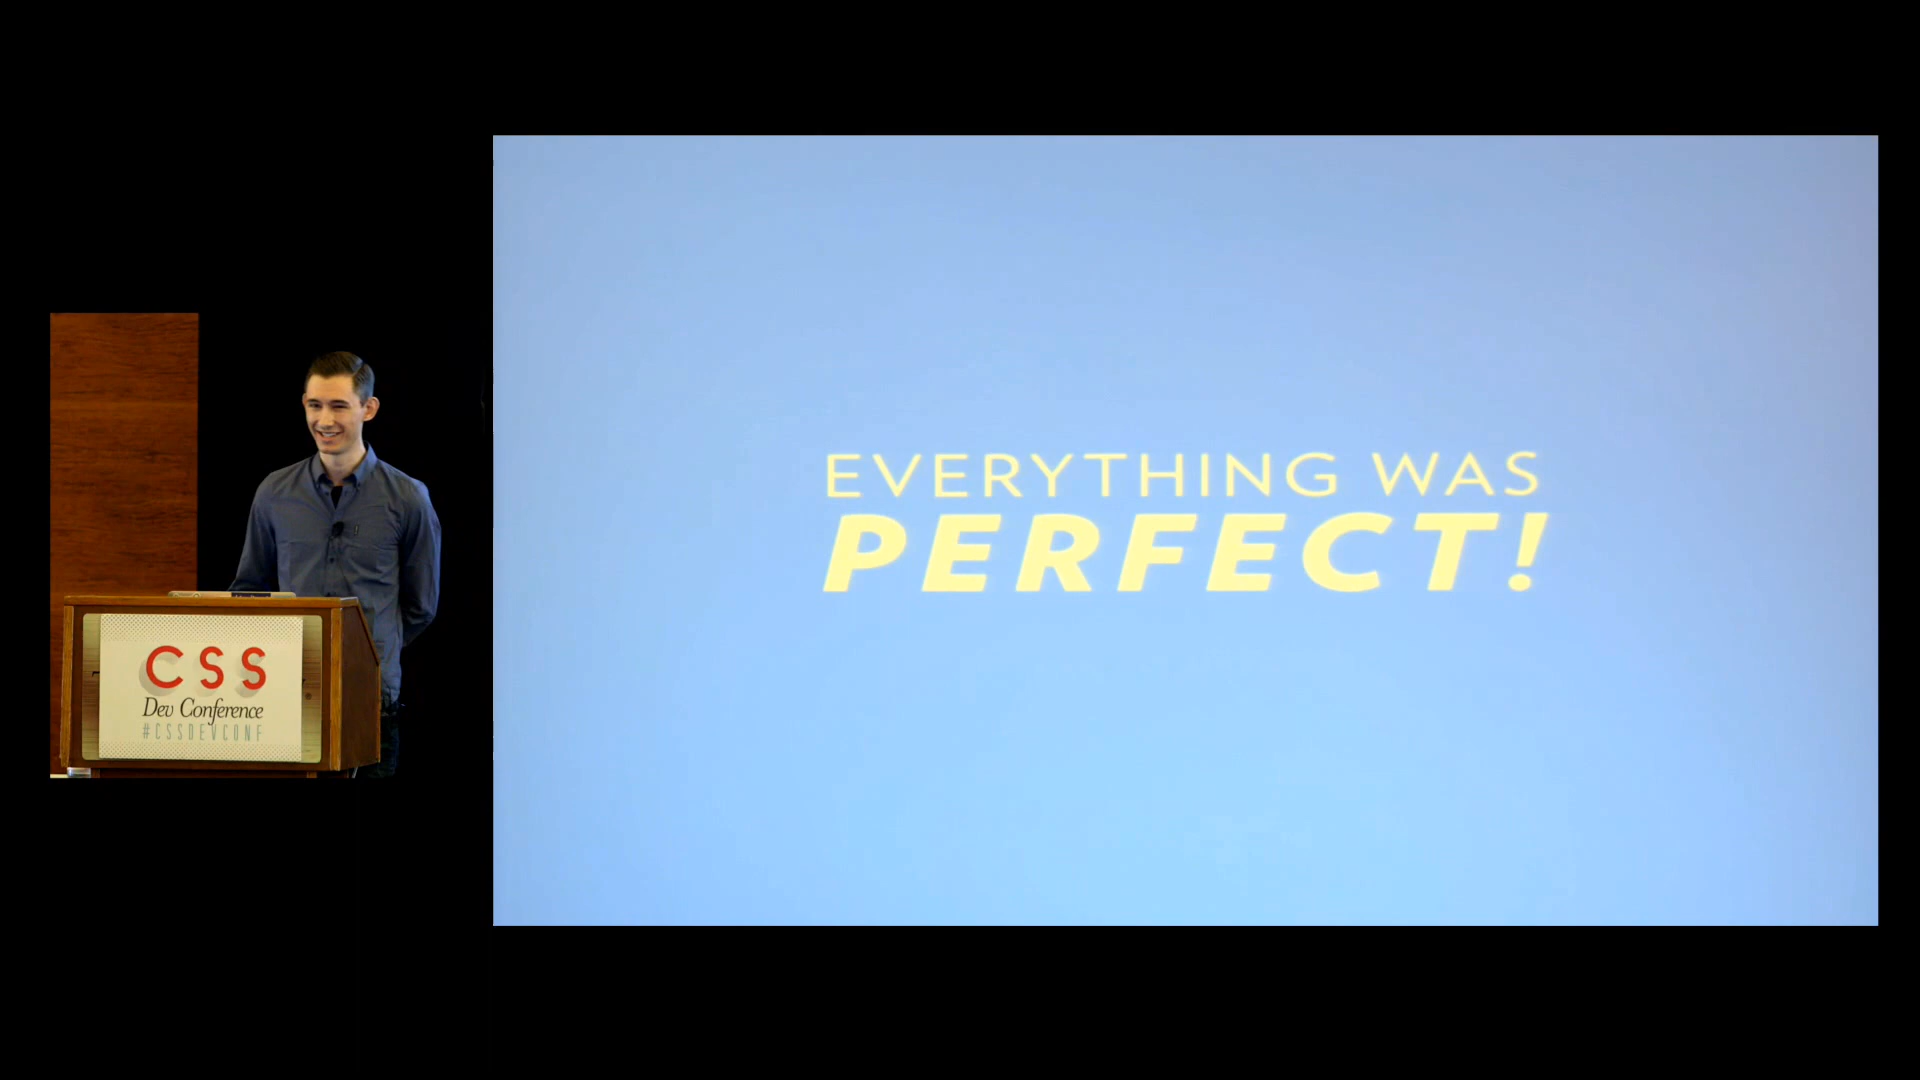 EVERYTHING WAS
PERFECT!
CSS
Dev Conference
#CSSDEVCONF